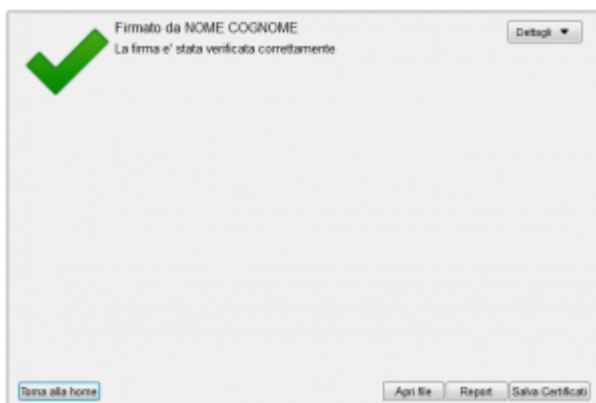 Firmato da NOME COGNOME
Dettagli
La firma e' stata verificata correttamente
Torna alla home
Apri file
Report
Salva Certificati